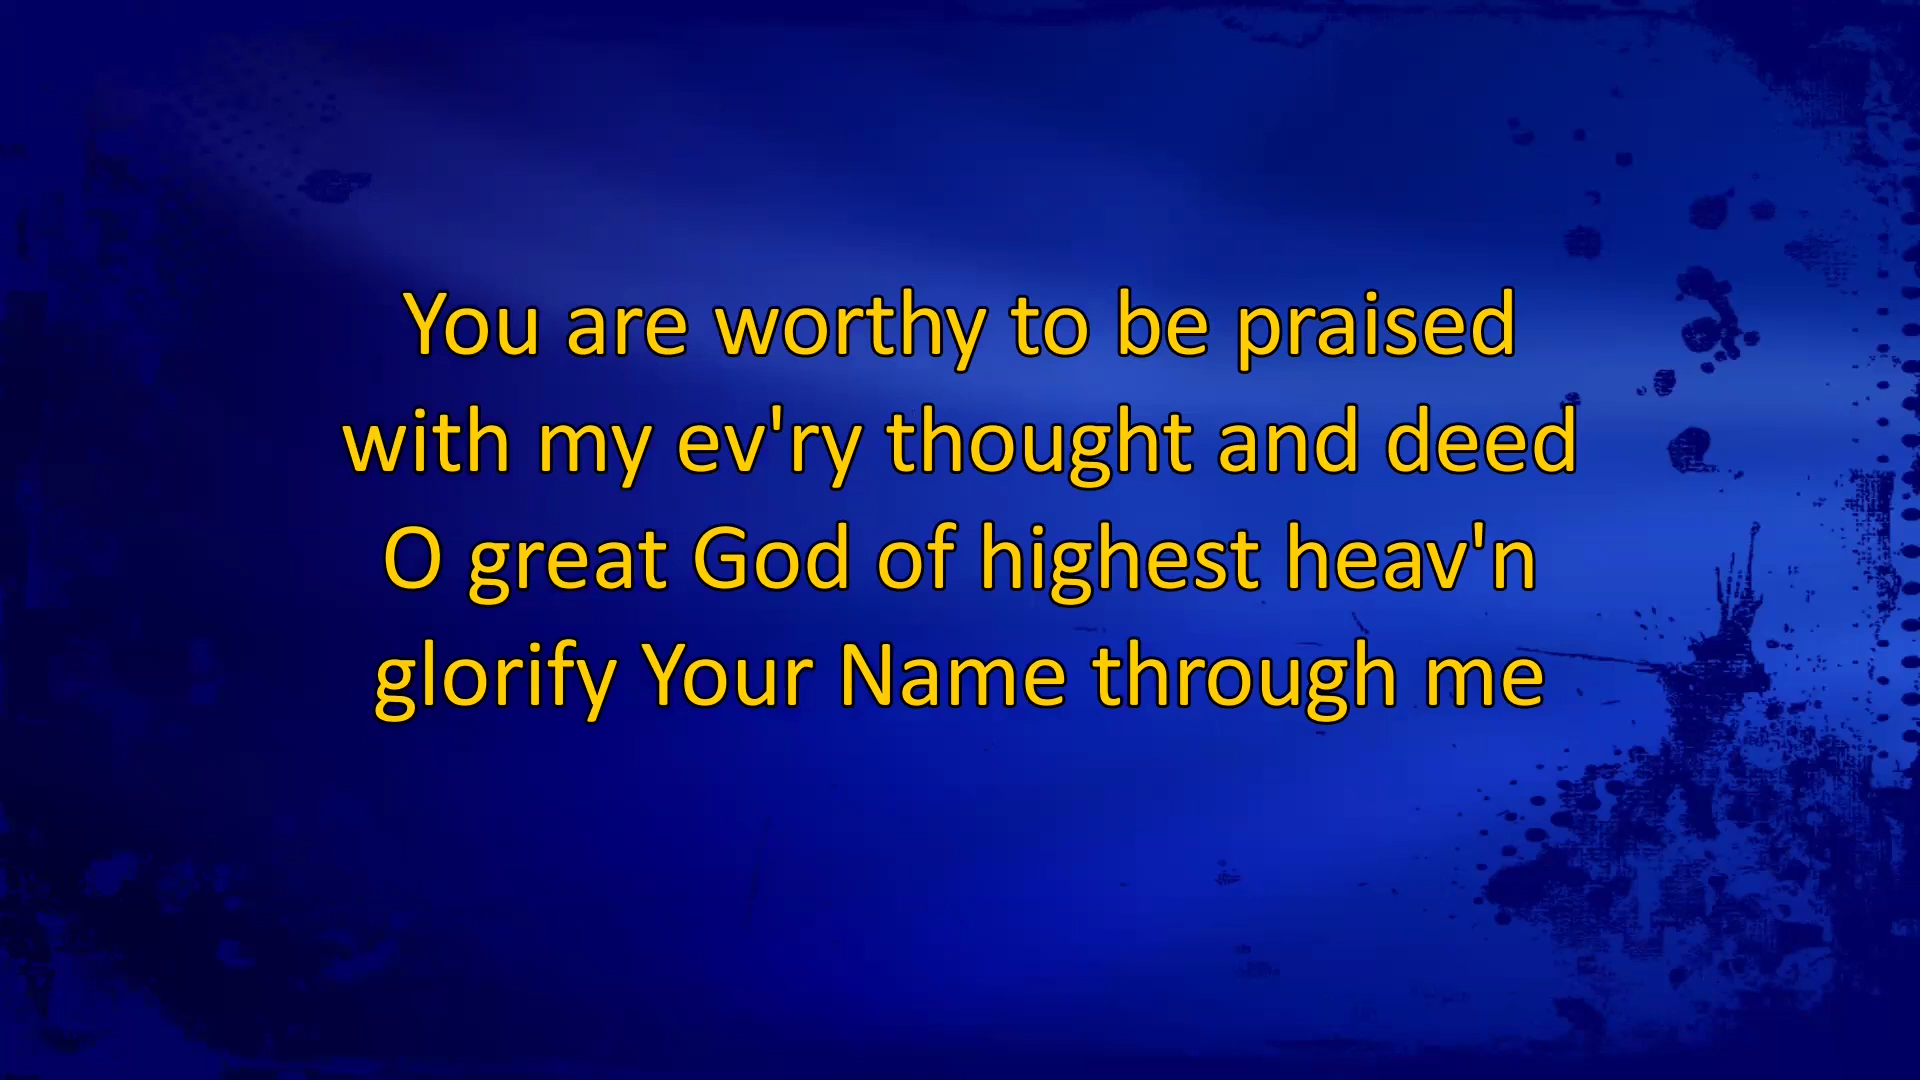 You are worthy to be praised
with my ev'ry thought and deed
O great God of highest heav'n
glorify Your Name through me